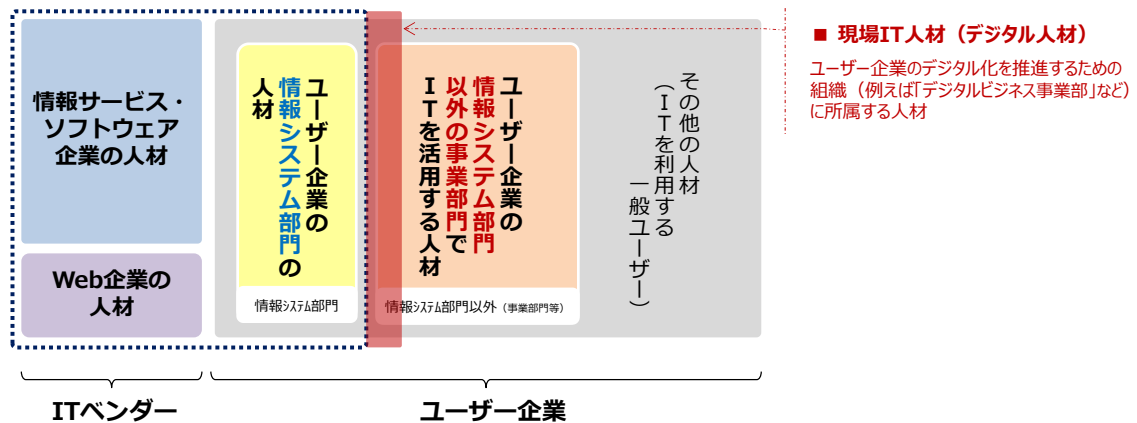 情報サービス・
ソフトウェア
企業の人材
Web企業の
人材
ユーザー企業の
情報システム部門の
人材
情報システム部門
ユーザー企業の
情報システム部門
以外の事業部門で
ITを活用する人材
情報システム部門以外（事業部門等）
その他の人材
（ITを利用する
一般ユーザー）
■ 現場IT人材（デジタル人材）
ユーザー企業のデジタル化を推進するための
組織（例えば「デジタルビジネス事業部」など）
に所属する人材
ITベンダー
ユーザー企業